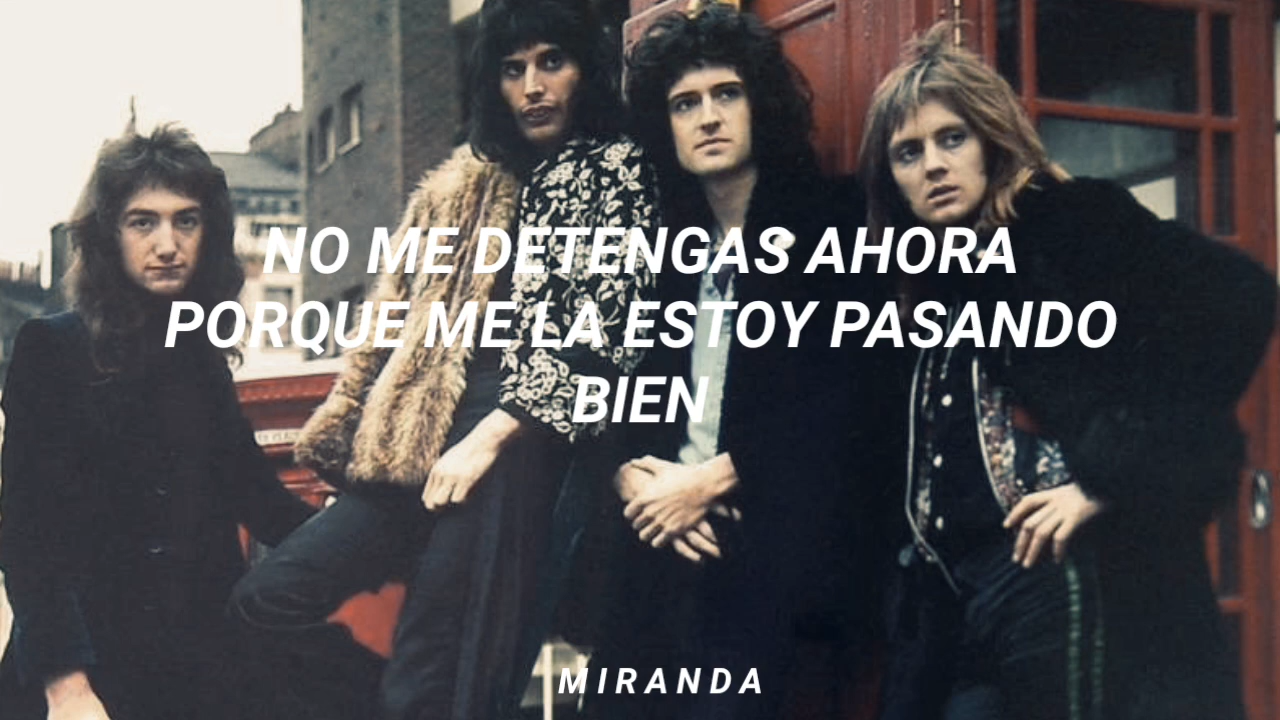 NO ME DETENGAS AHORA
PORQUE ME LA ESTOY PASANDO
BIEN
MIRANDA